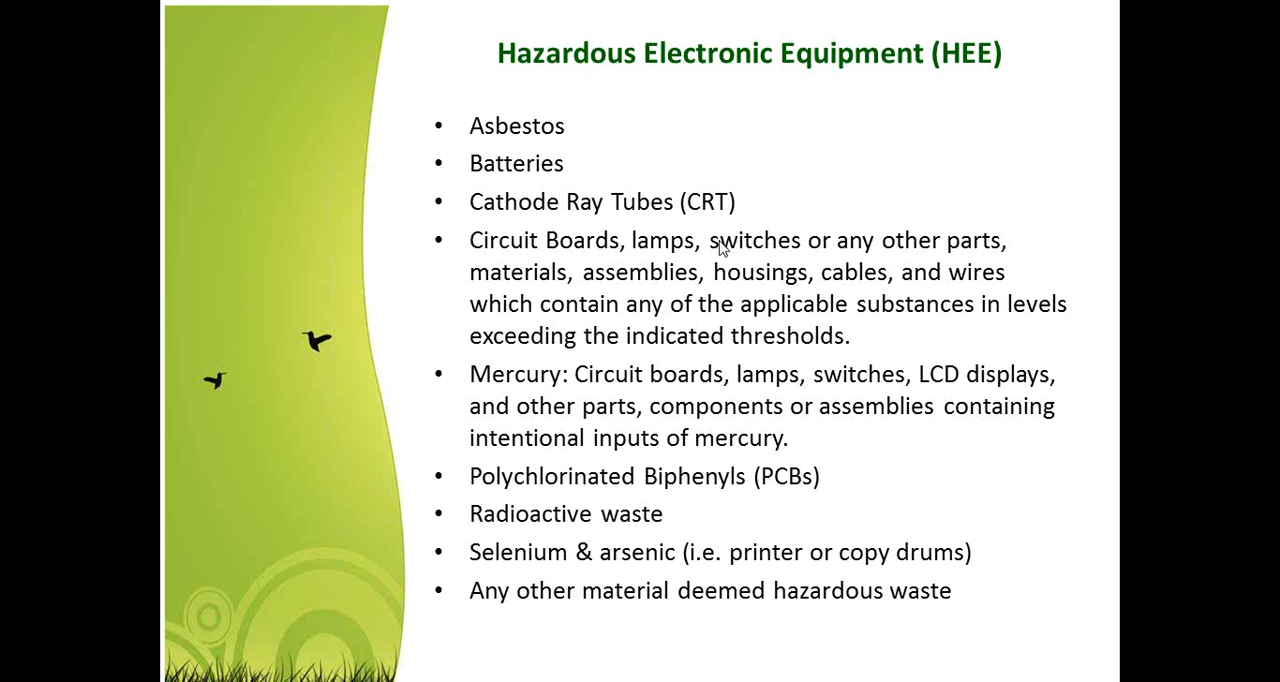 Hazardous Electronic Equipment (HEE)
• Asbestos
• Batteries
• Cathode Ray Tubes (CRT)
• Circuit Boards, lamps, switches or any other parts,
materials, assemblies, housings, cables, and wires
which contain any of the applicable substances in levels
exceeding the indicated thresholds.
• Mercury: Circuit boards, lamps, switches, LCD displays,
and other parts, components or assemblies containing
intentional inputs of mercury.
• Polychlorinated Biphenyls (PCBs)
• Radioactive waste
• Selenium & arsenic (i.e. printer or copy drums)
• Any other material deemed hazardous waste